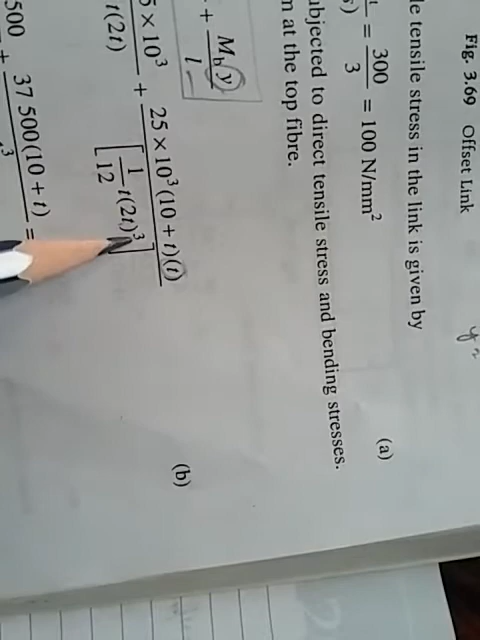 Fig. 3.69 Offset Link
y =
le tensile stress in the link is given by
= 300/3 = 100 N/mm²
(a)
ubjected to direct tensile stress and bending stresses.
m at the top fibre.
+ M_b y / I
5 × 10³ / t(2t) + 25 × 10³(10 + t)(t) / [1/12 t(2t)³]
(b)
500 + 37 500(10 + t) / t³ =